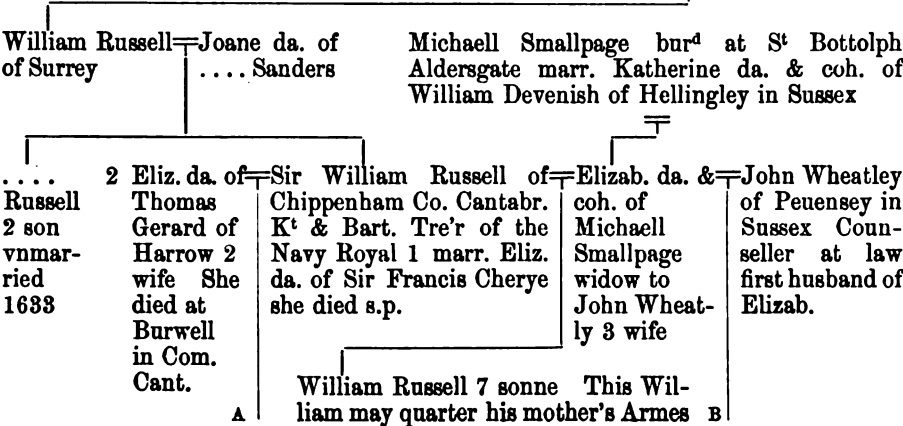 William Russell Joane da. of
of Surrey .... Sanders
Michaell Smallpage burd at St Bottolph
Aldersgate marr. Katherine da. & coh. of
William Devenish of Hellingley in Sussex
....
Russell
2 son
vnmar-
ried
1633
2 Eliz. da. of
Thomas
Gerard of
Harrow 2
wife She
died at
Burwell
in Com.
Cant.
Sir William Russell of
Chippenham Co. Cantabr.
Kt & Bart. Tre'r of the
Navy Royal 1 marr. Eliz.
da. of Sir Francis Cherye
she died s.p.
Elizab. da. &
coh. of
Michaell
Smallpage
widow to
John Wheat-
ly 3 wife
John Wheatley
of Peuensey in
Sussex Coun-
seller at law
first husband of
Elizab.
William Russell 7 sonne This Wil-
liam may quarter his mother's Armes
A
B